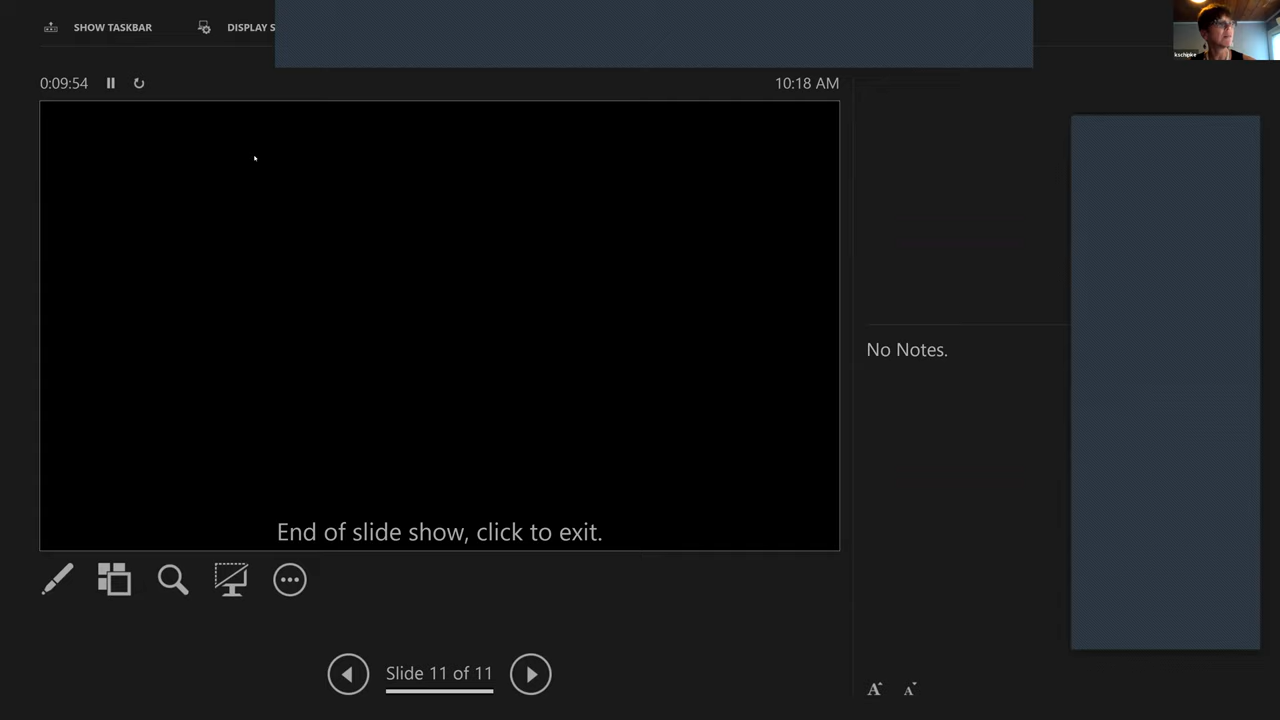 SHOW TASKBAR
DISPLAY S
0:09:54
10:18 AM
kschipke
No Notes.
End of slide show, click to exit.
Slide 11 of 11
A A